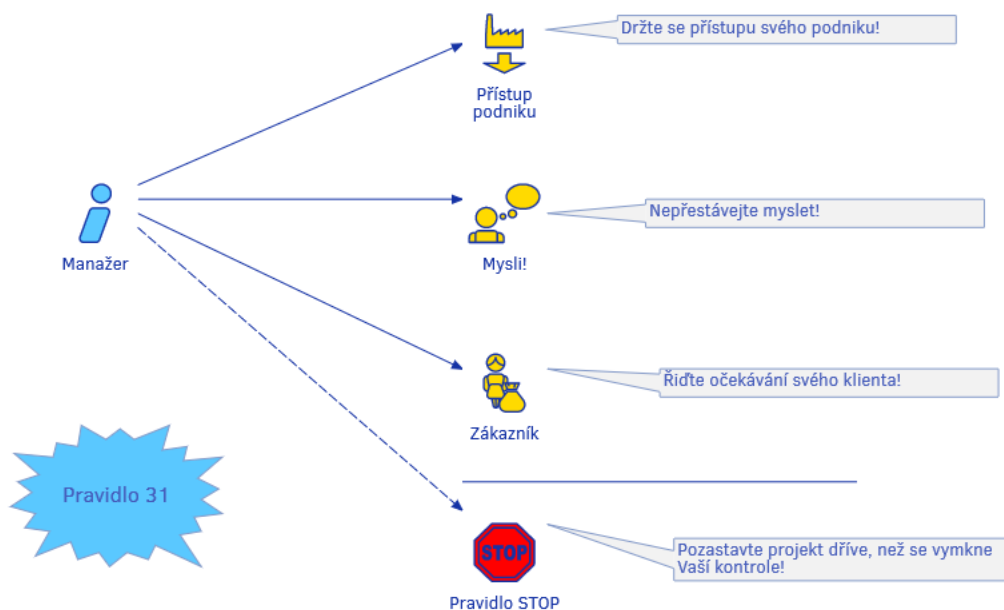 Držte se přístupu svého podniku!
Přístup
podniku
Nepřestávejte myslet!
Manažer
Mysli!
Řiďte očekávání svého klienta!
Zákazník
Pravidlo 31
STOP
Pozastavte projekt dříve, než se vymkne
Vaší kontrole!
Pravidlo STOP